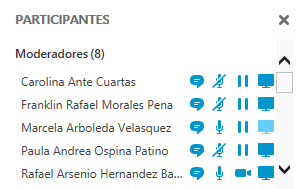 PARTICIPANTES
Moderadores (8)
Carolina Ante Cuartas
Franklin Rafael Morales Pena
Marcela Arboleda Velasquez
Paula Andrea Ospina Patino
Rafael Arsenio Hernandez Ba...